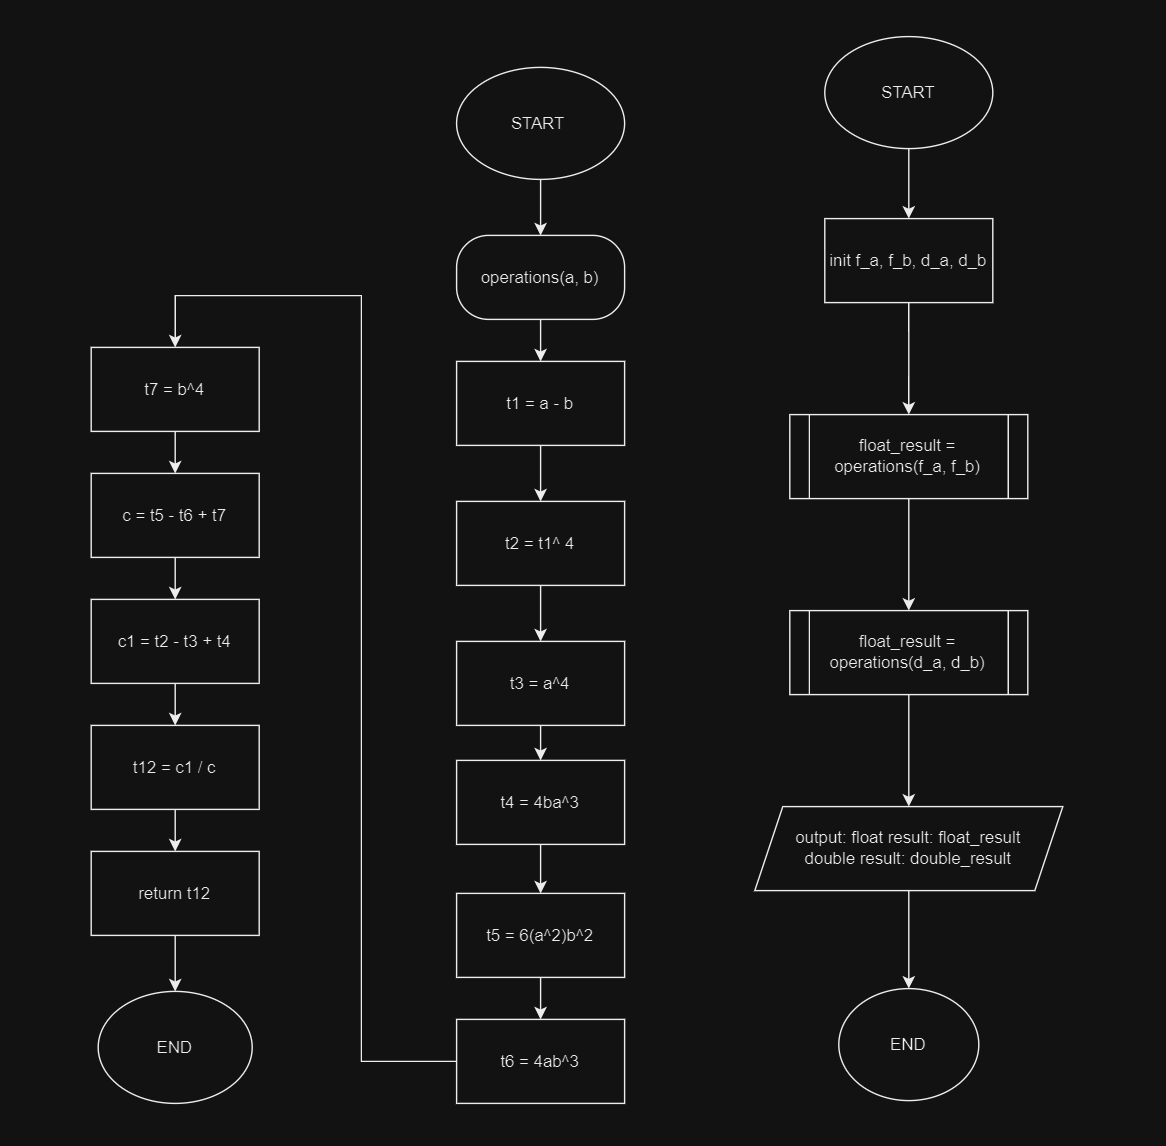 START
operations(a, b)
t1 = a - b
t2 = t1^ 4
t3 = a^4
t4 = 4ba^3
t5 = 6(a^2)b^2
t6 = 4ab^3
t7 = b^4
c = t5 - t6 + t7
c1 = t2 - t3 + t4
t12 = c1 / c
return t12
END
START
init f_a, f_b, d_a, d_b
float_result =
operations(f_a, f_b)
float_result =
operations(d_a, d_b)
output: float result: float_result
double result: double_result
END